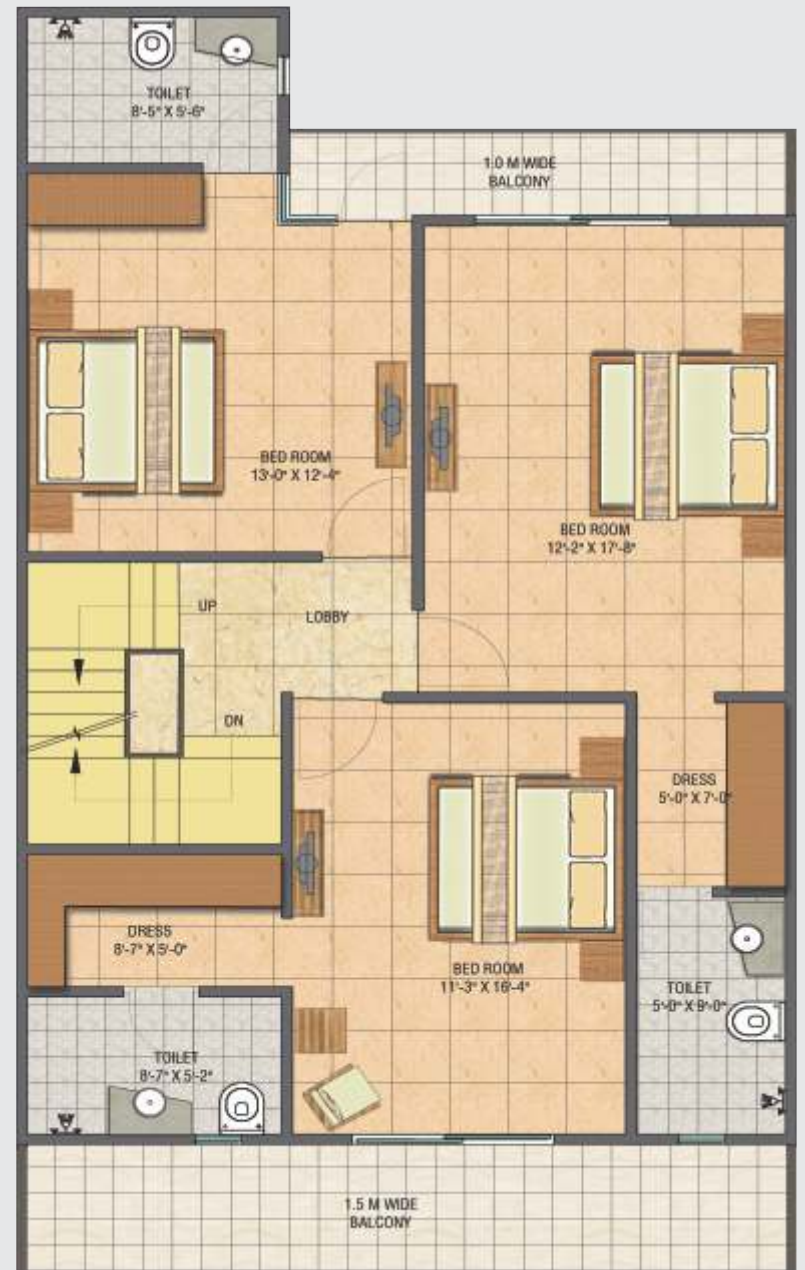 TOILET
8'-5" X 5'-6"
1.0 M WIDE
BALCONY
BED ROOM
13'-0" X 12'-4"
BED ROOM
12'-2" X 17'-8"
UP
LOBBY
DN
DRESS
5'-0" X 7'-0"
DRESS
8'-7" X 5'-0"
BED ROOM
11'-3" X 16'-4"
TOILET
5'-0" X 9'-0"
TOILET
8'-7" X 5'-2"
1.5 M WIDE
BALCONY